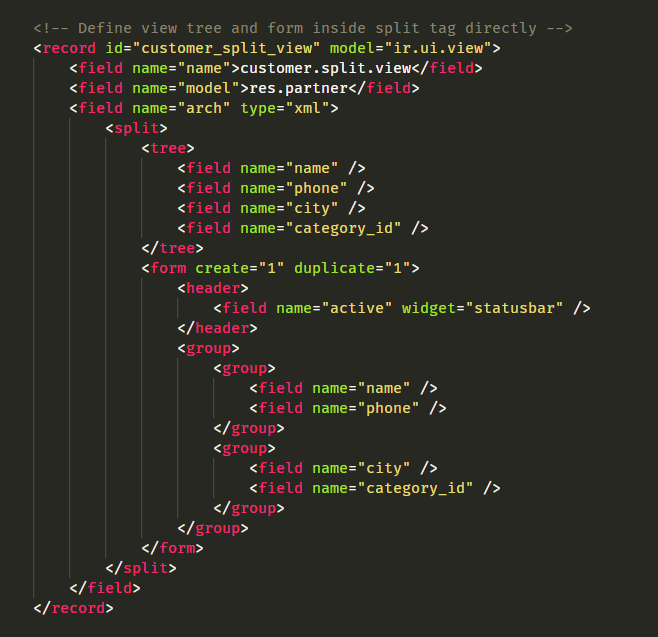 <!-- Define view tree and form inside split tag directly -->
<record id="customer_split_view" model="ir.ui.view">
    <field name="name">customer.split.view</field>
    <field name="model">res.partner</field>
    <field name="arch" type="xml">
        <split>
            <tree>
                <field name="name" />
                <field name="phone" />
                <field name="city" />
                <field name="category_id" />
            </tree>
            <form create="1" duplicate="1">
                <header>
                    <field name="active" widget="statusbar" />
                </header>
                <group>
                    <group>
                        <field name="name" />
                        <field name="phone" />
                    </group>
                    <group>
                        <field name="city" />
                        <field name="category_id" />
                    </group>
                </group>
            </form>
        </split>
    </field>
</record>